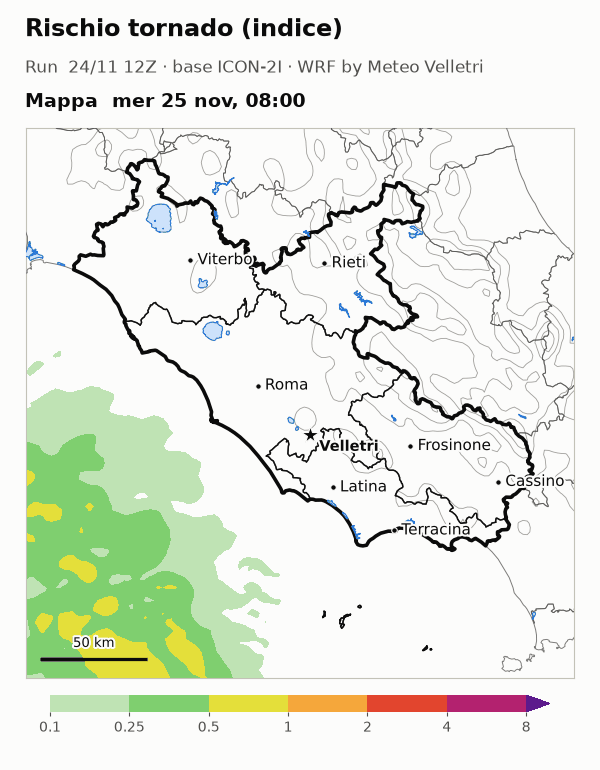 Rischio tornado (indice)
Run  24/11 12Z · base ICON-2I · WRF by Meteo Velletri
Mappa  mer 25 nov, 08:00
Viterbo
Rieti
Roma
Velletri
Frosinone
Cassino
Latina
Terracina
50 km
0.1 0.25 0.5 1 2 4 8